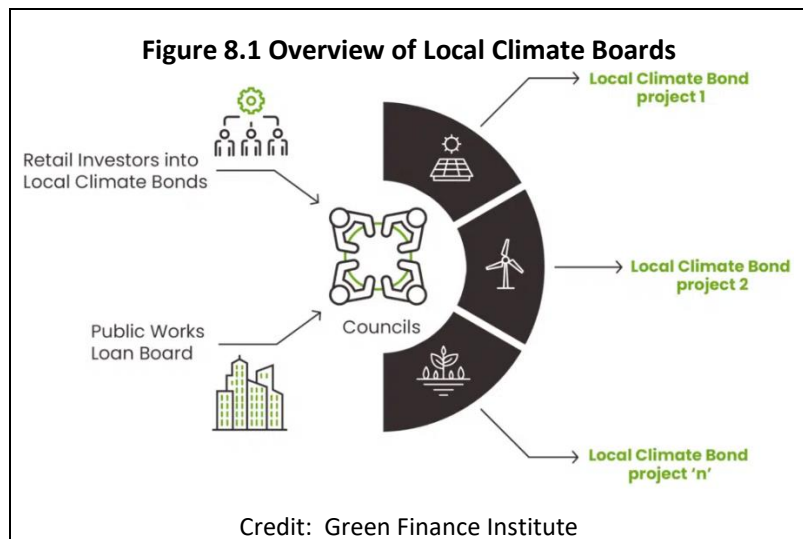 Figure 8.1 Overview of Local Climate Boards
Retail Investors into
Local Climate Bonds
Public Works
Loan Board
Councils
Local Climate Bond
project 1
Local Climate Bond
project 2
Local Climate Bond
project ‘n’
Credit: Green Finance Institute